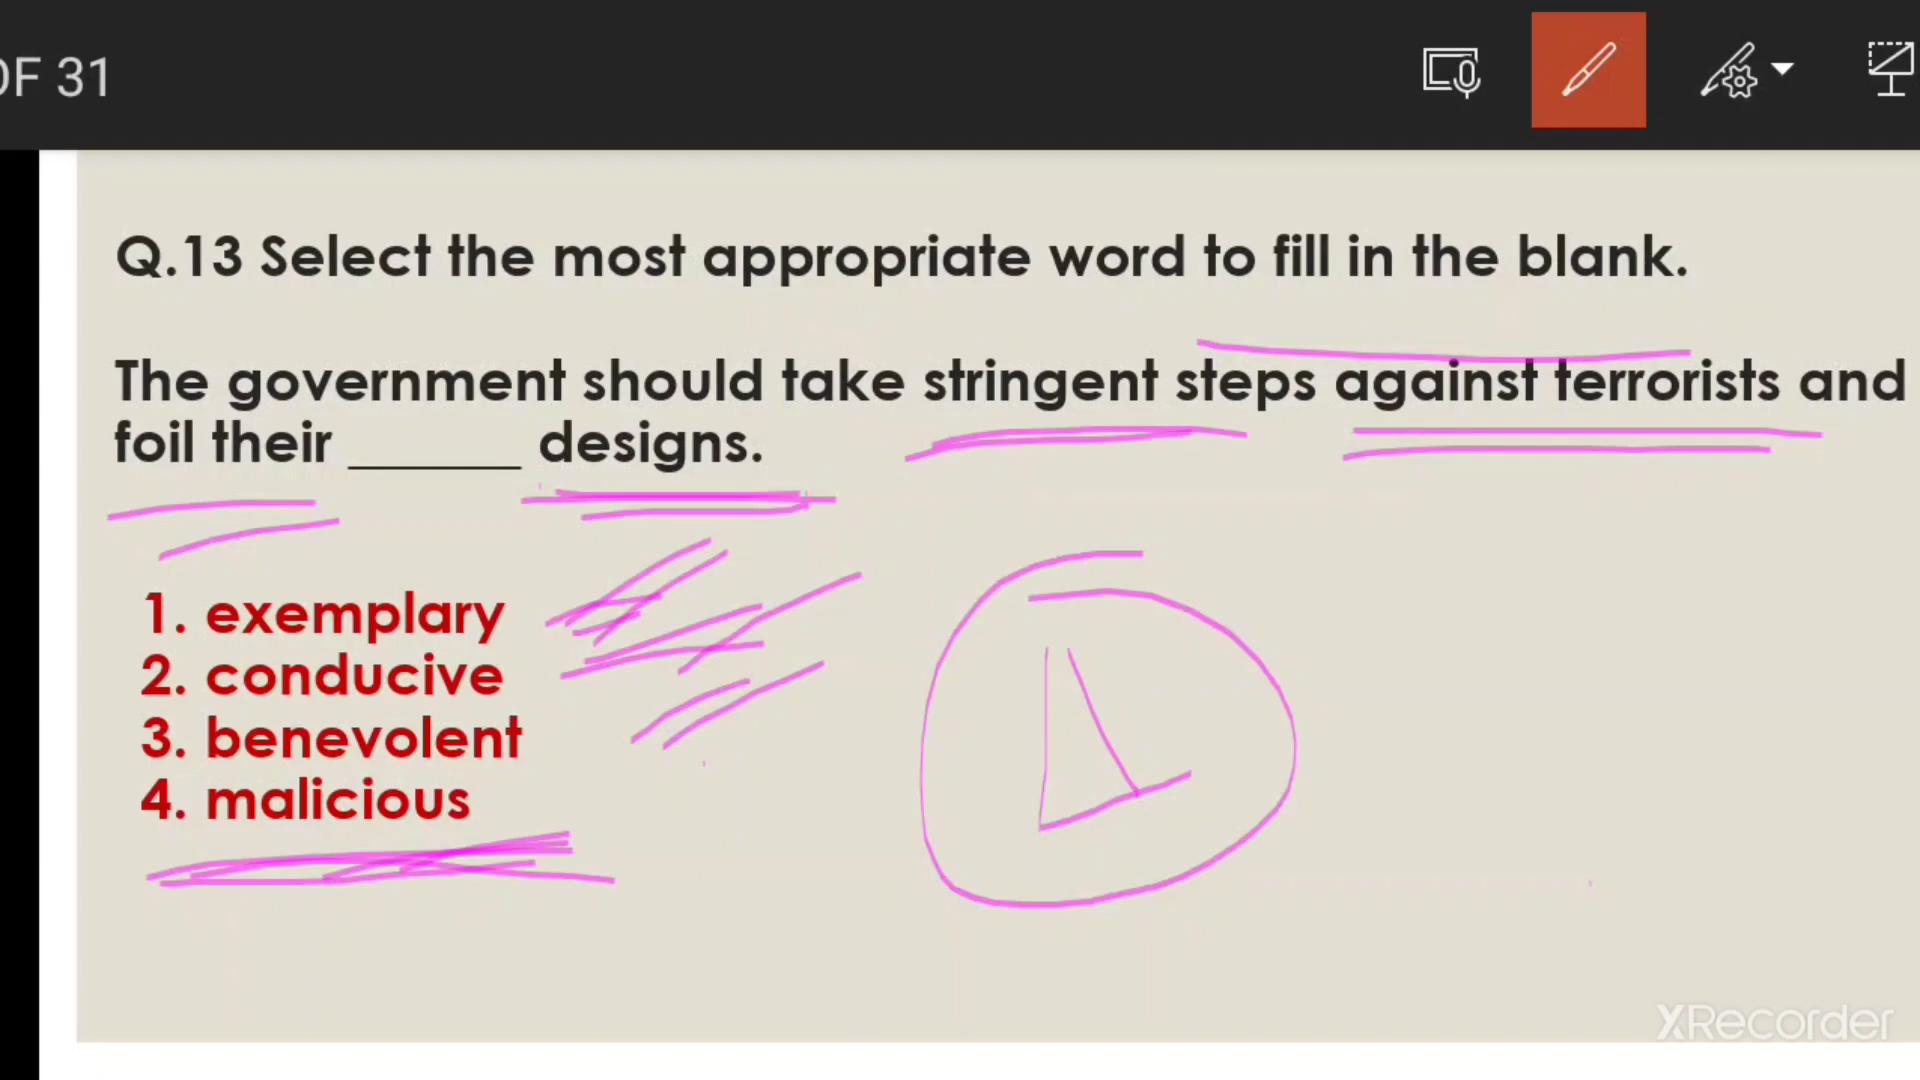 OF 31
Q.13 Select the most appropriate word to fill in the blank.
The government should take stringent steps against terrorists and
foil their ______ designs.
1. exemplary
2. conducive
3. benevolent
4. malicious
XRecorder